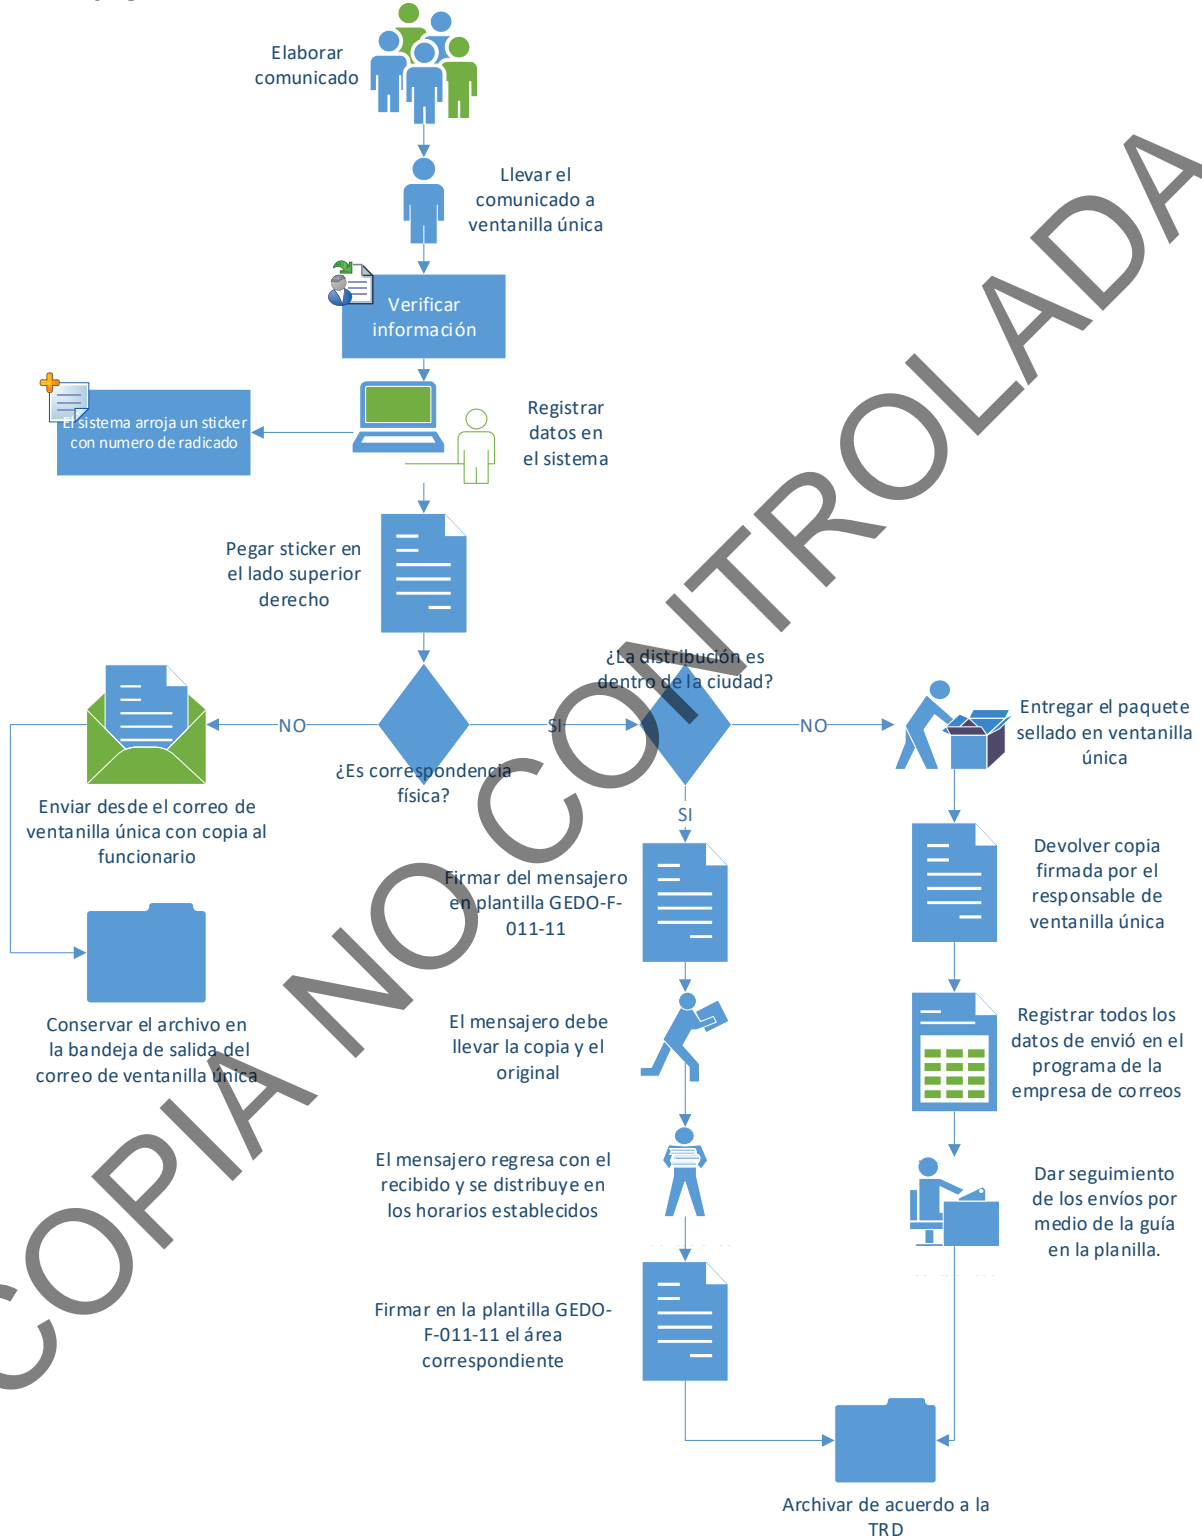 Elaborar
comunicado
Llevar el
comunicado a
ventanilla única
Verificar
información
El sistema arroja un sticker
con numero de radicado
Registrar
datos en
el sistema
Pegar sticker en
el lado superior
derecho
¿La distribución es
dentro de la ciudad?
NO
SI
NO
¿Es correspondencia
física?
Entregar el paquete
sellado en ventanilla
única
Enviar desde el correo de
ventanilla única con copia al
funcionario
SI
Firmar del mensajero
en plantilla GEDO-F-
011-11
Devolver copia
firmada por el
responsable de
ventanilla única
Conservar el archivo en
la bandeja de salida del
correo de ventanilla única
El mensajero debe
llevar la copia y el
original
Registrar todos los
datos de envió en el
programa de la
empresa de correos
El mensajero regresa con el
recibido y se distribuye en
los horarios establecidos
Dar seguimiento
de los envíos por
medio de la guía
en la planilla.
Firmar en la plantilla GEDO-
F-011-11 el área
correspondiente
Archivar de acuerdo a la
TRD
COPIA NO CONTROLADA